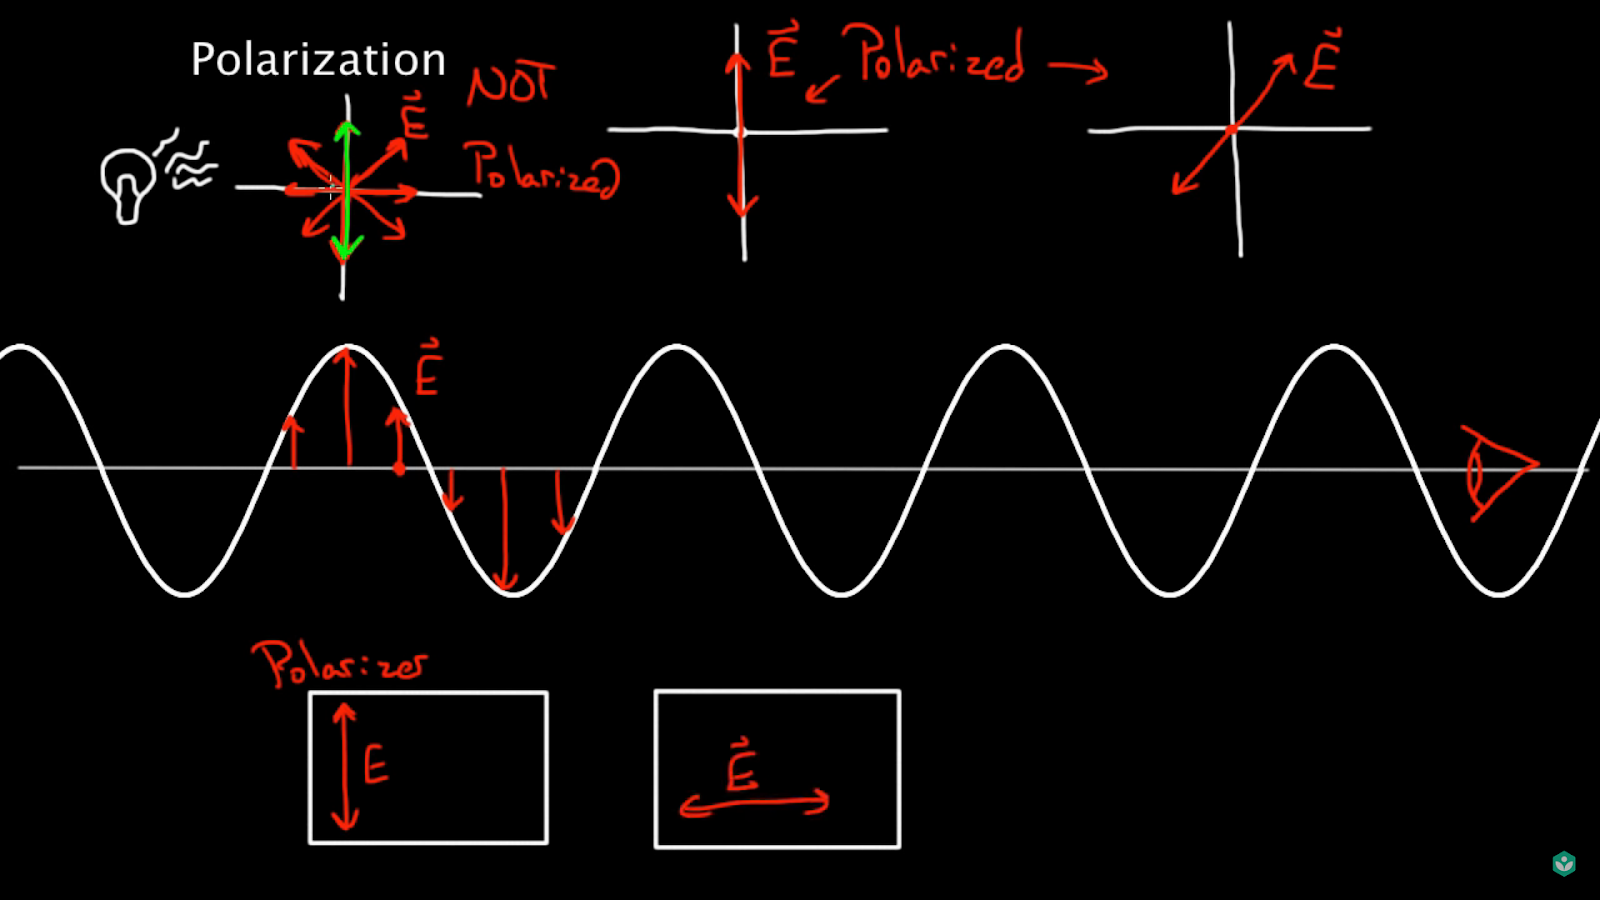 Polarization
NOT
Polarized
E⃗
E⃗
Polarized
E⃗
E⃗
Polarizer
E
E⃗